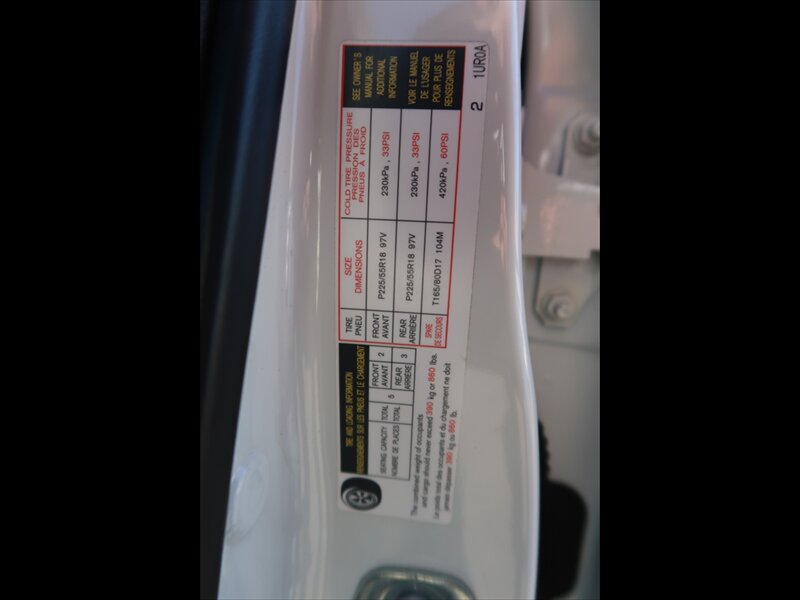 TIRE AND LOADING INFORMATION
RENSEIGNEMENTS SUR LES PNEUS ET LE CHARGEMENT
SEATING CAPACITY
NOMBRE DE PLACES
TOTAL
TOTAL
5
FRONT
AVANT
2
REAR
ARRIÈRE
3
The combined weight of occupants
and cargo should never exceed 390 kg or 860 lbs.
Le poids total des occupants et du chargement ne doit
jamais dépasser 390 kg ou 860 lb.
TIRE
PNEU
SIZE
DIMENSIONS
COLD TIRE PRESSURE
PRESSION DES
PNEUS À FROID
FRONT
AVANT
P225/55R18 97V
230kPa, 33PSI
REAR
ARRIÈRE
P225/55R18 97V
230kPa, 33PSI
SPARE
DE SECOURS
T165/80D17 104M
420kPa, 60PSI
SEE OWNER'S
MANUAL FOR
ADDITIONAL
INFORMATION
VOIR LE MANUEL
DE L'USAGER
POUR PLUS DE
RENSEIGNEMENTS
2 1UR0A